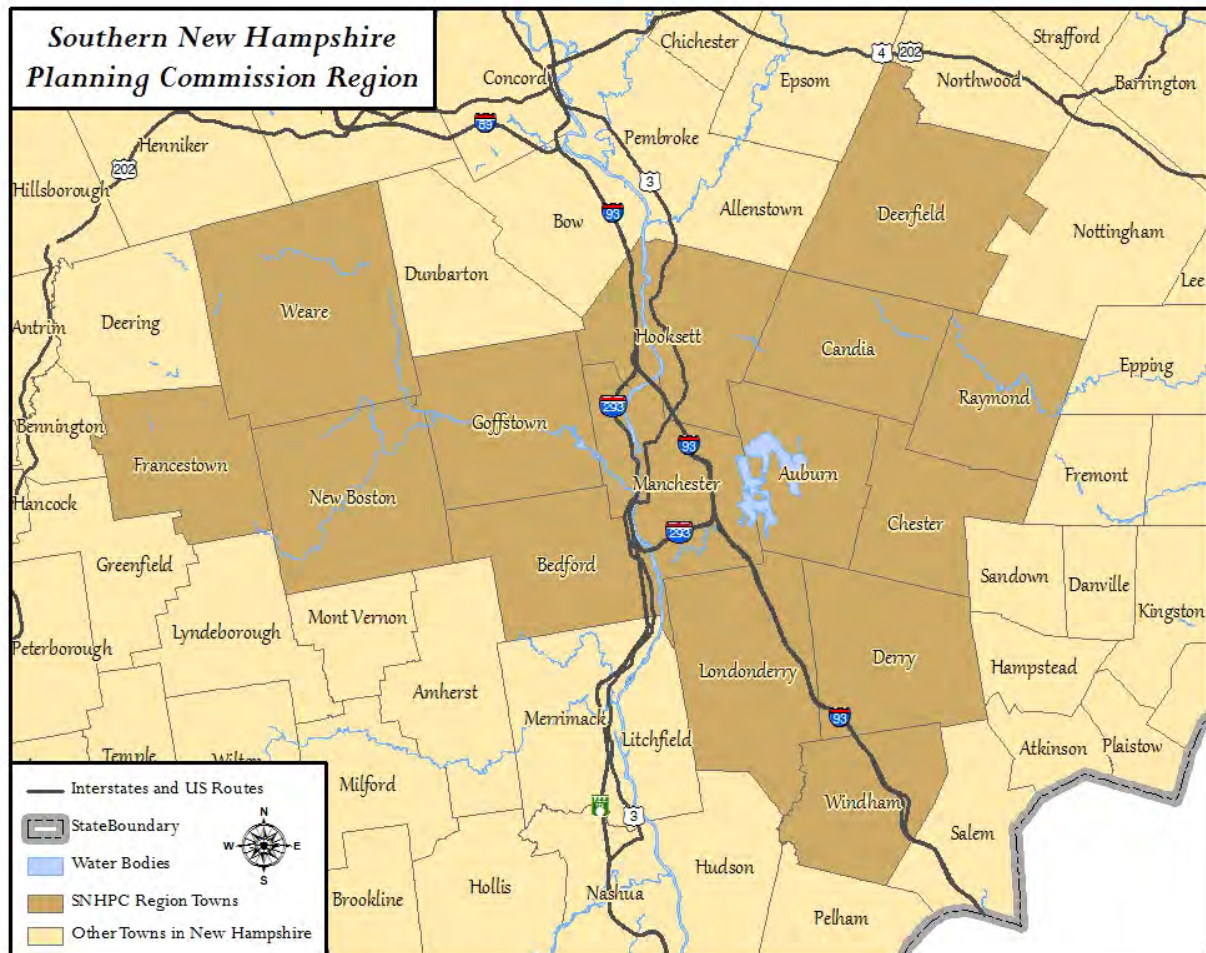 Southern New Hampshire
Planning Commission Region
Chichester
Strafford
4
202
Concord
Epsom
Northwood
Barrington
89
Pembroke
Henniker
202
3
Hillsborough
93
Allenstown
Deerfield
Bow
Nottingham
Dunbarton
Lee
Weare
Antrim
Deering
Hooksett
Candia
Epping
Raymond
293
Goffstown
Bennington
93
Francestown
Manchester
Auburn
Fremont
New Boston
Hancock
Chester
293
Greenfield
Bedford
Sandown
Danville
Kingston
Mont Vernon
Lyndeborough
Peterborough
Londonderry
Derry
Hampstead
Amherst
Merrimack
93
Litchfield
Atkinson
Plaistow
Temple
Wilton
Milford
Windham
Salem
3
Hudson
Hollis
Nashua
Brookline
Pelham
Interstates and US Routes
StateBoundary
Water Bodies
SNHPC Region Towns
Other Towns in New Hampshire
N
W
E
S